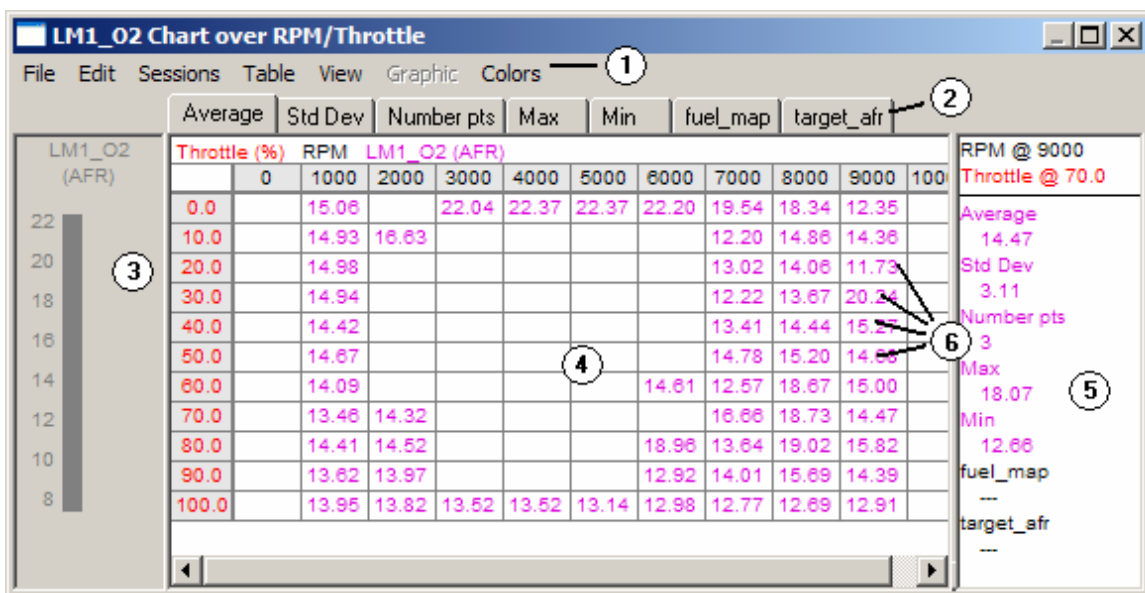 LM1_O2 Chart over RPM/Throttle
File Edit Sessions Table View Graphic Colors 1
Average Std Dev Number pts Max Min fuel_map target_afr 2
LM1_O2
(AFR)
22
20
18
16
14
12
10
8
3
Throttle (%) RPM LM1_O2 (AFR)
0 1000 2000 3000 4000 5000 6000 7000 8000 9000 100
0.0 15.06 22.04 22.37 22.37 22.20 19.54 18.34 12.35
10.0 14.93 16.63 12.20 14.86 14.36
20.0 14.98 13.02 14.06 11.73
30.0 14.94 12.22 13.67 20.24
40.0 14.42 13.41 14.44 15.27
50.0 14.67 14.78 15.20
60.0 14.09 14.61 12.57 18.67 15.00
70.0 13.46 14.32 16.66 18.73 14.47
80.0 14.41 14.52 18.96 13.64 19.02 15.82
90.0 13.62 13.97 12.92 14.01 15.69 14.39
100.0 13.95 13.82 13.52 13.52 13.14 12.98 12.77 12.69 12.91
4
6
RPM @ 9000
Throttle @ 70.0
Average
14.47
Std Dev
3.11
Number pts
3
Max
18.07
Min
12.66
fuel_map
---
target_afr
---
5